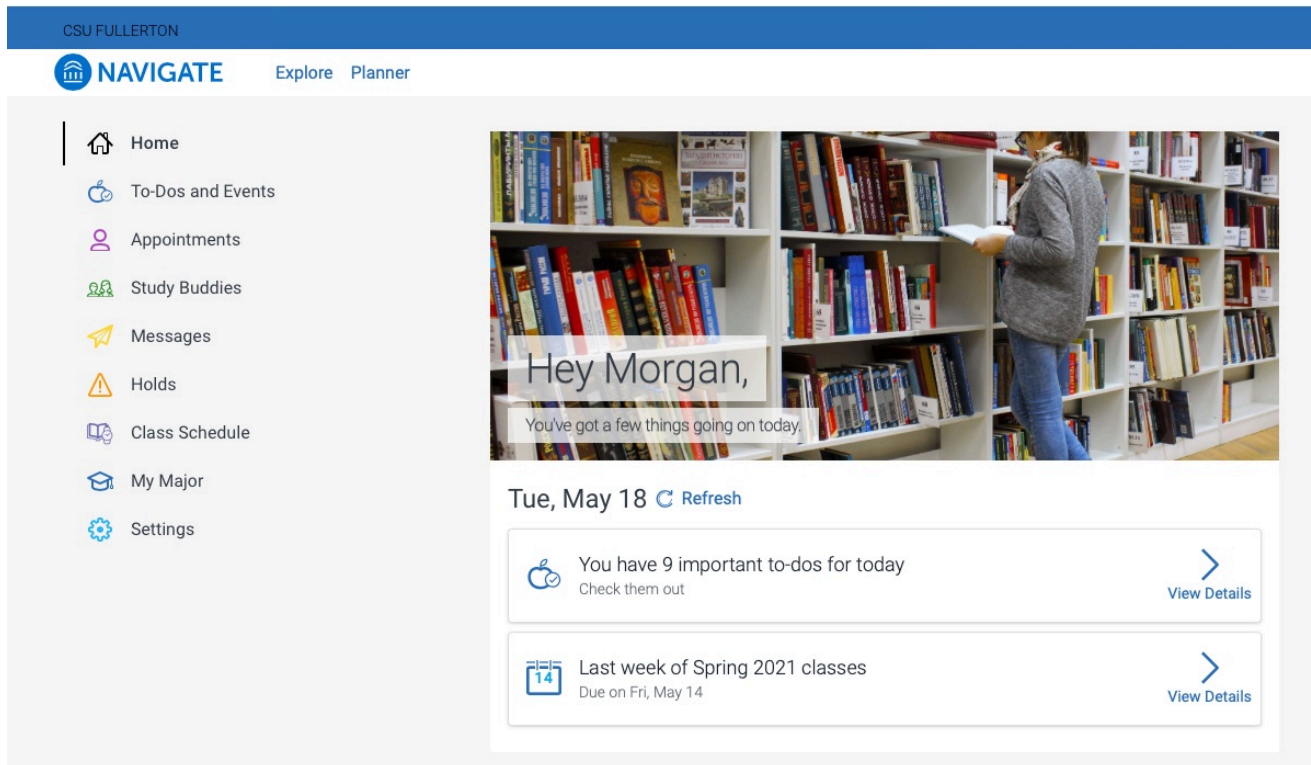 CSU FULLERTON
NAVIGATE Explore Planner
Home
To-Dos and Events
Appointments
Study Buddies
Messages
Holds
Class Schedule
My Major
Settings
Hey Morgan,
You've got a few things going on today.
Tue, May 18 Refresh
You have 9 important to-dos for today
Check them out
View Details
14
Last week of Spring 2021 classes
Due on Fri, May 14
View Details